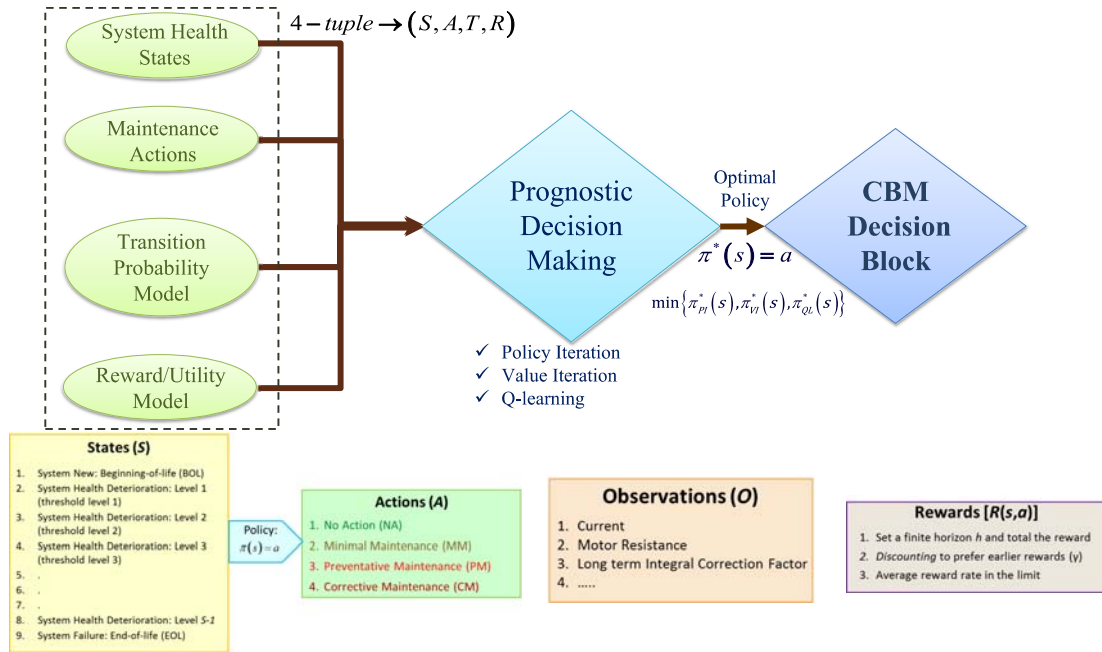 4 − tuple → (S, A, T, R)
System Health
States
Maintenance
Actions
Transition
Probability
Model
Reward/Utility
Model
Prognostic
Decision
Making
✓ Policy Iteration
✓ Value Iteration
✓ Q-learning
Optimal
Policy
π*(s) = a
min{π*PI(s), π*VI(s), π*QL(s)}
CBM
Decision
Block
States (S)
1. System New: Beginning-of-life (BOL)
2. System Health Deterioration: Level 1
(threshold level 1)
3. System Health Deterioration: Level 2
(threshold level 2)
4. System Health Deterioration: Level 3
(threshold level 3)
5. .
6. .
7. .
8. System Health Deterioration: Level S-1
9. System Failure: End-of-life (EOL)
Policy:
π(s) = a
Actions (A)
1. No Action (NA)
2. Minimal Maintenance (MM)
3. Preventative Maintenance (PM)
4. Corrective Maintenance (CM)
Observations (O)
1. Current
2. Motor Resistance
3. Long term Integral Correction Factor
4. .....
Rewards [R(s,a)]
1. Set a finite horizon h and total the reward
2. Discounting to prefer earlier rewards (γ)
3. Average reward rate in the limit